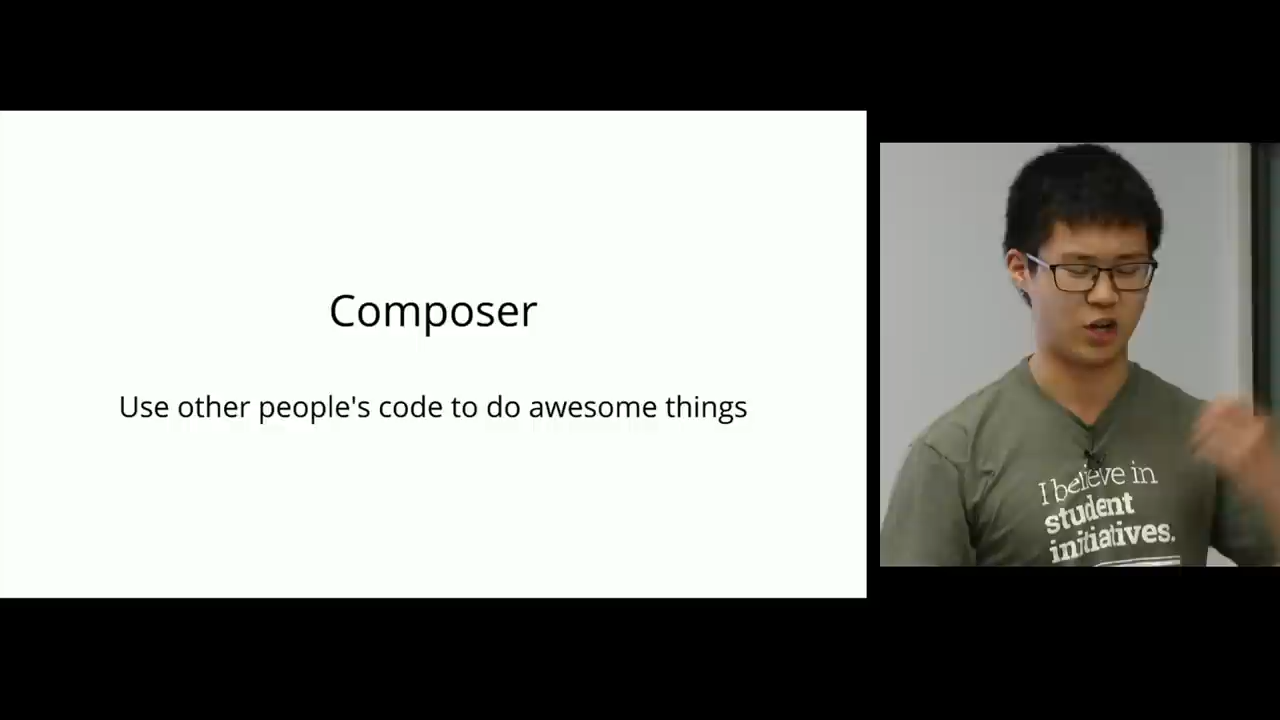 Composer
Use other people's code to do awesome things
I believe in
student
initiatives.